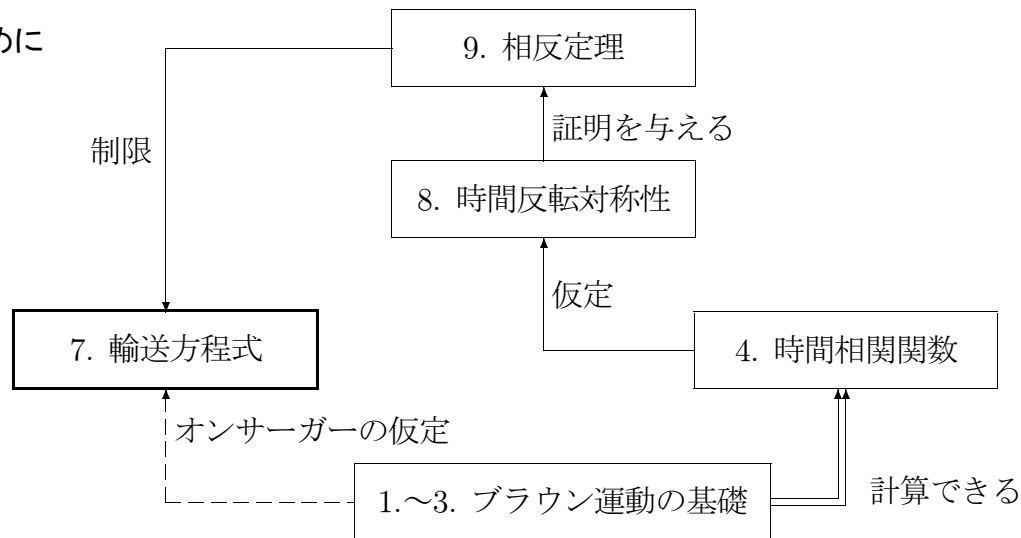 めに
9. 相反定理
証明を与える
制限
8. 時間反転対称性
仮定
7. 輸送方程式
4. 時間相関関数
オンサーガーの仮定
1.〜3. ブラウン運動の基礎
計算できる